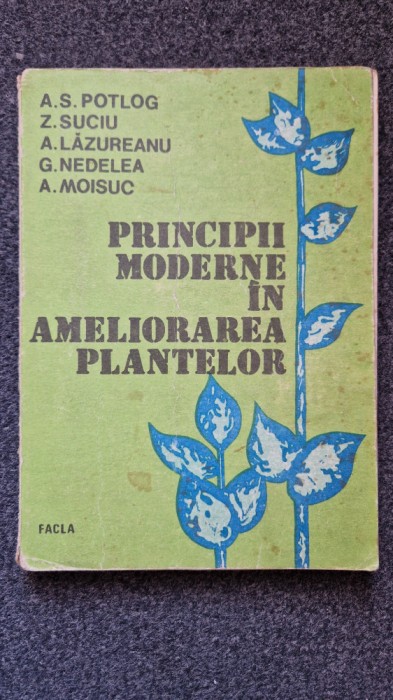 A.S. POTLOG
Z. SUCIU
A. LĂZUREANU
G. NEDELEA
A. MOISUC
PRINCIPII
MODERNE
ÎN
AMELIORAREA
PLANTELOR
FACLA